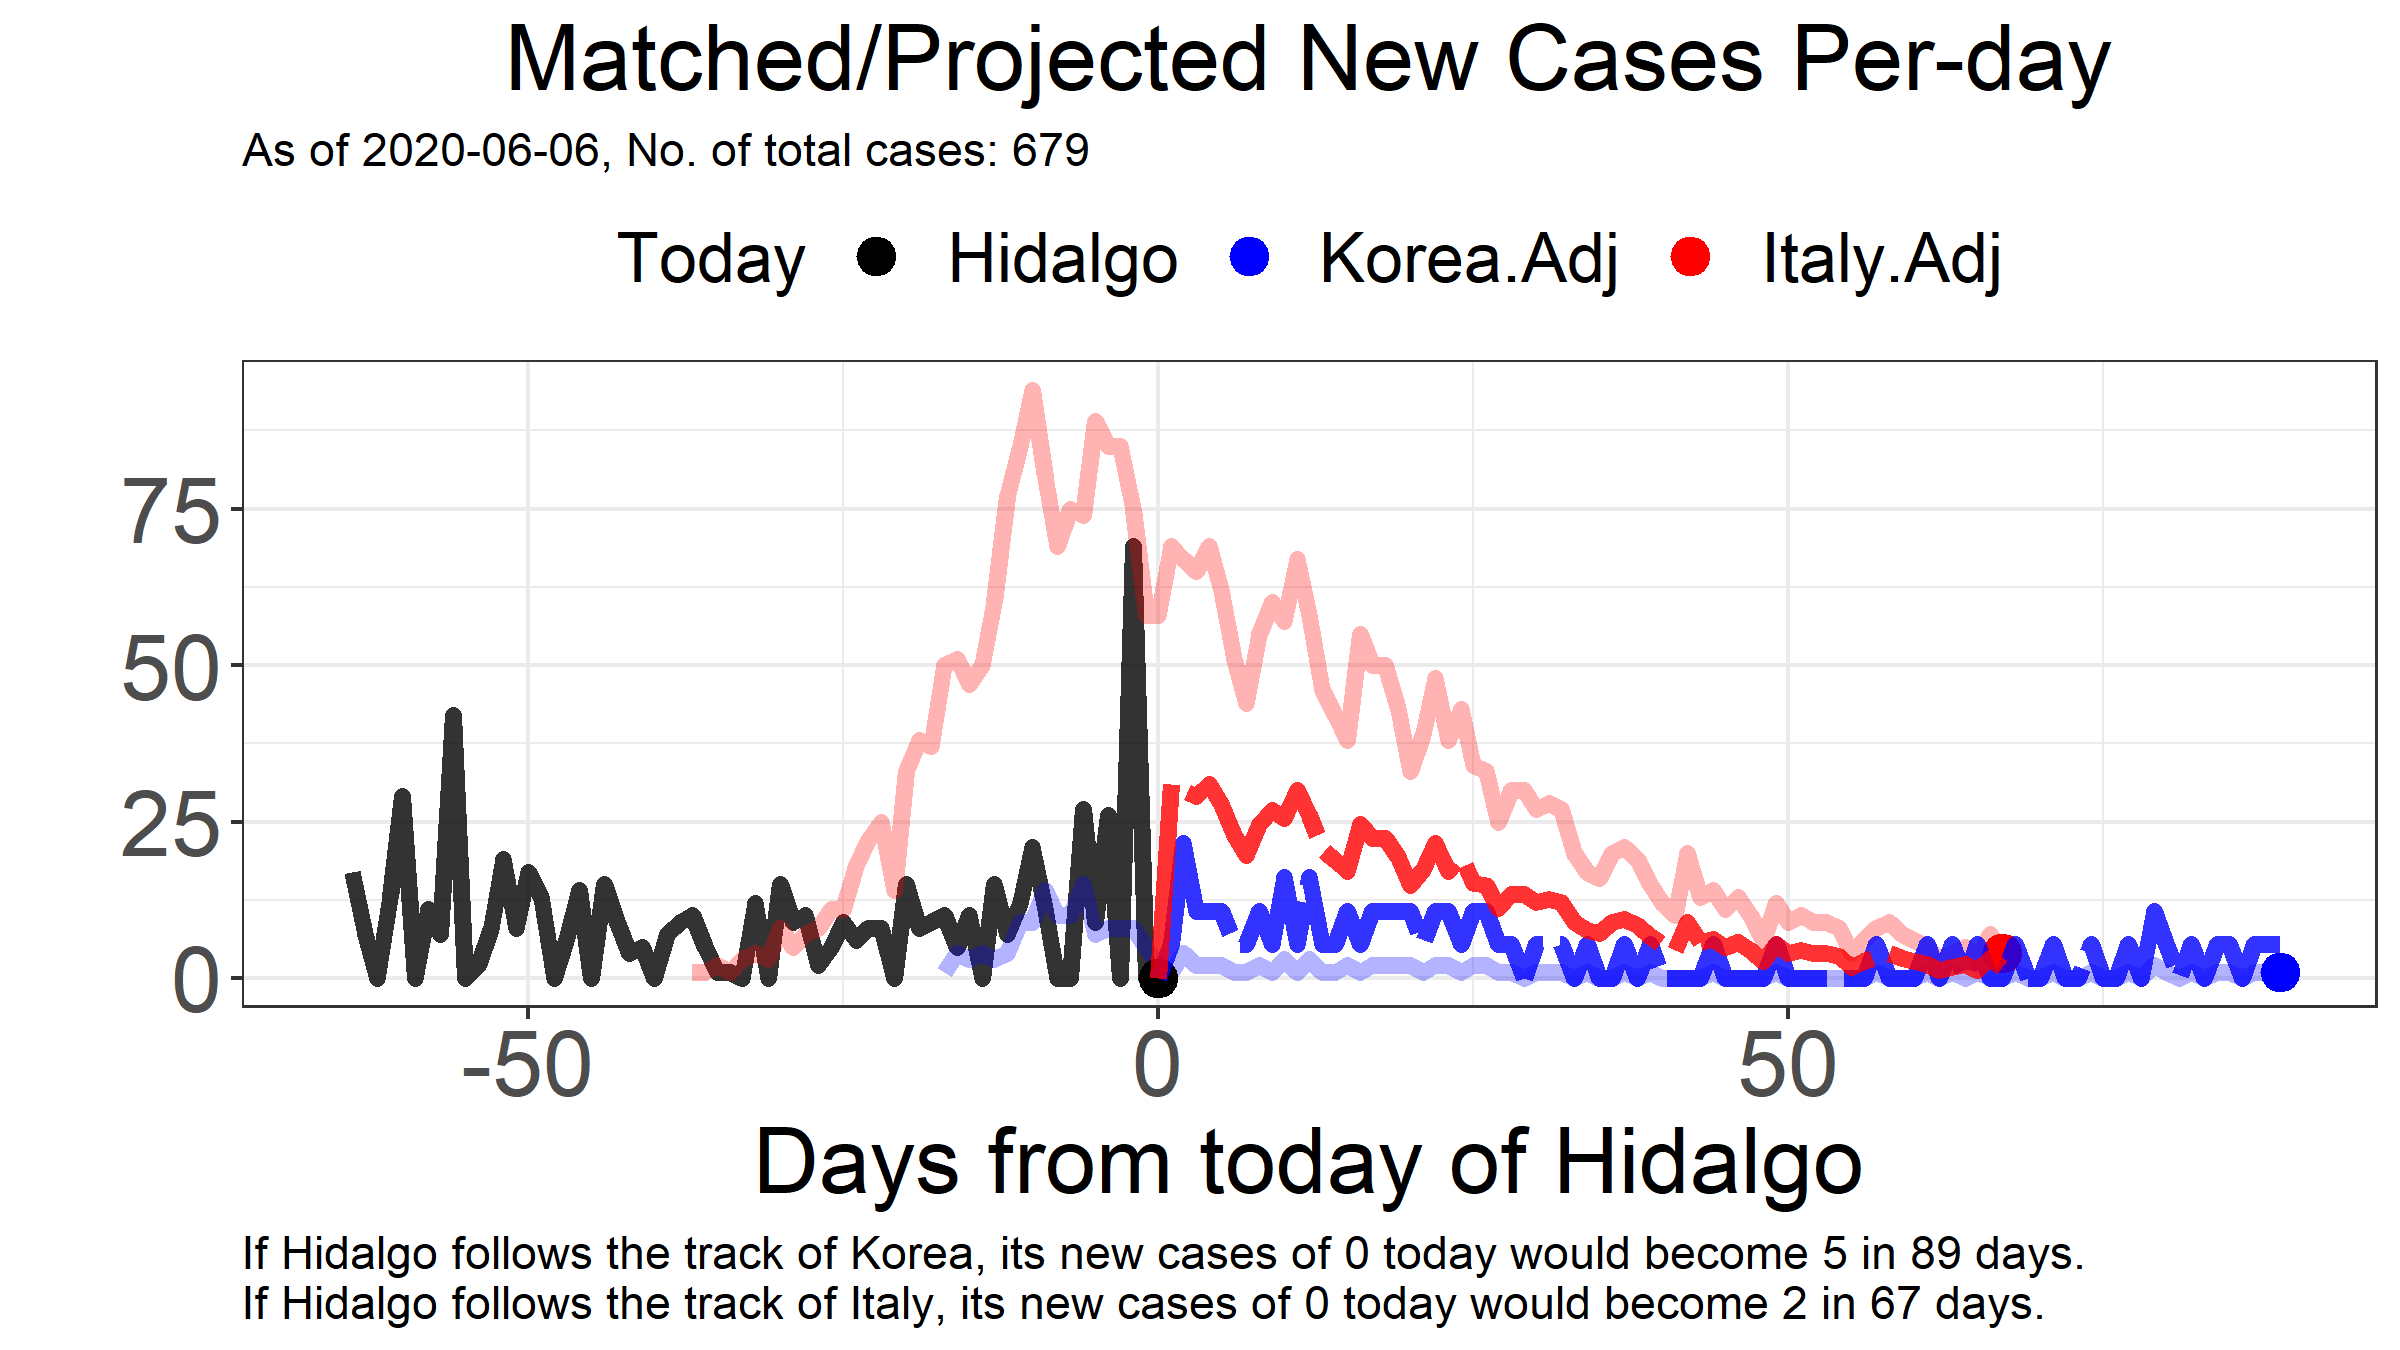 Matched/Projected New Cases Per-day
As of 2020-06-06, No. of total cases: 679
Today Hidalgo Korea.Adj Italy.Adj
75
50
25
0
-50 0 50
Days from today of Hidalgo
If Hidalgo follows the track of Korea, its new cases of 0 today would become 5 in 89 days.
If Hidalgo follows the track of Italy, its new cases of 0 today would become 2 in 67 days.